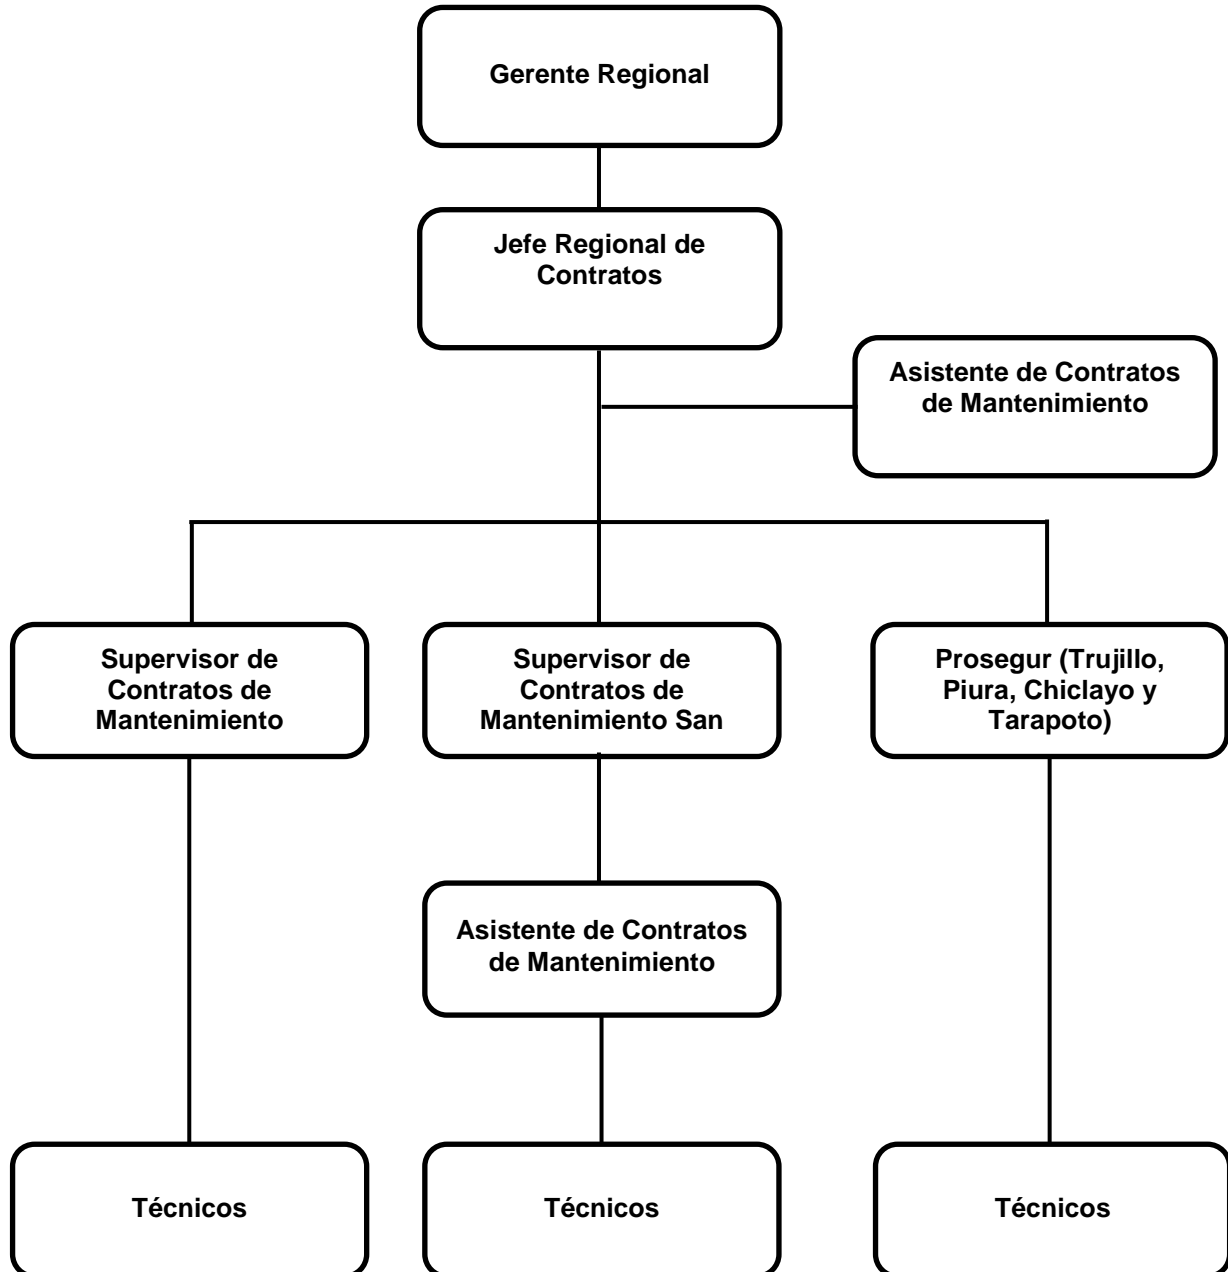 Gerente Regional
Jefe Regional de
Contratos
Asistente de Contratos
de Mantenimiento
Supervisor de
Contratos de
Mantenimiento
Supervisor de
Contratos de
Mantenimiento San
Prosegur (Trujillo,
Piura, Chiclayo y
Tarapoto)
Asistente de Contratos
de Mantenimiento
Técnicos
Técnicos
Técnicos